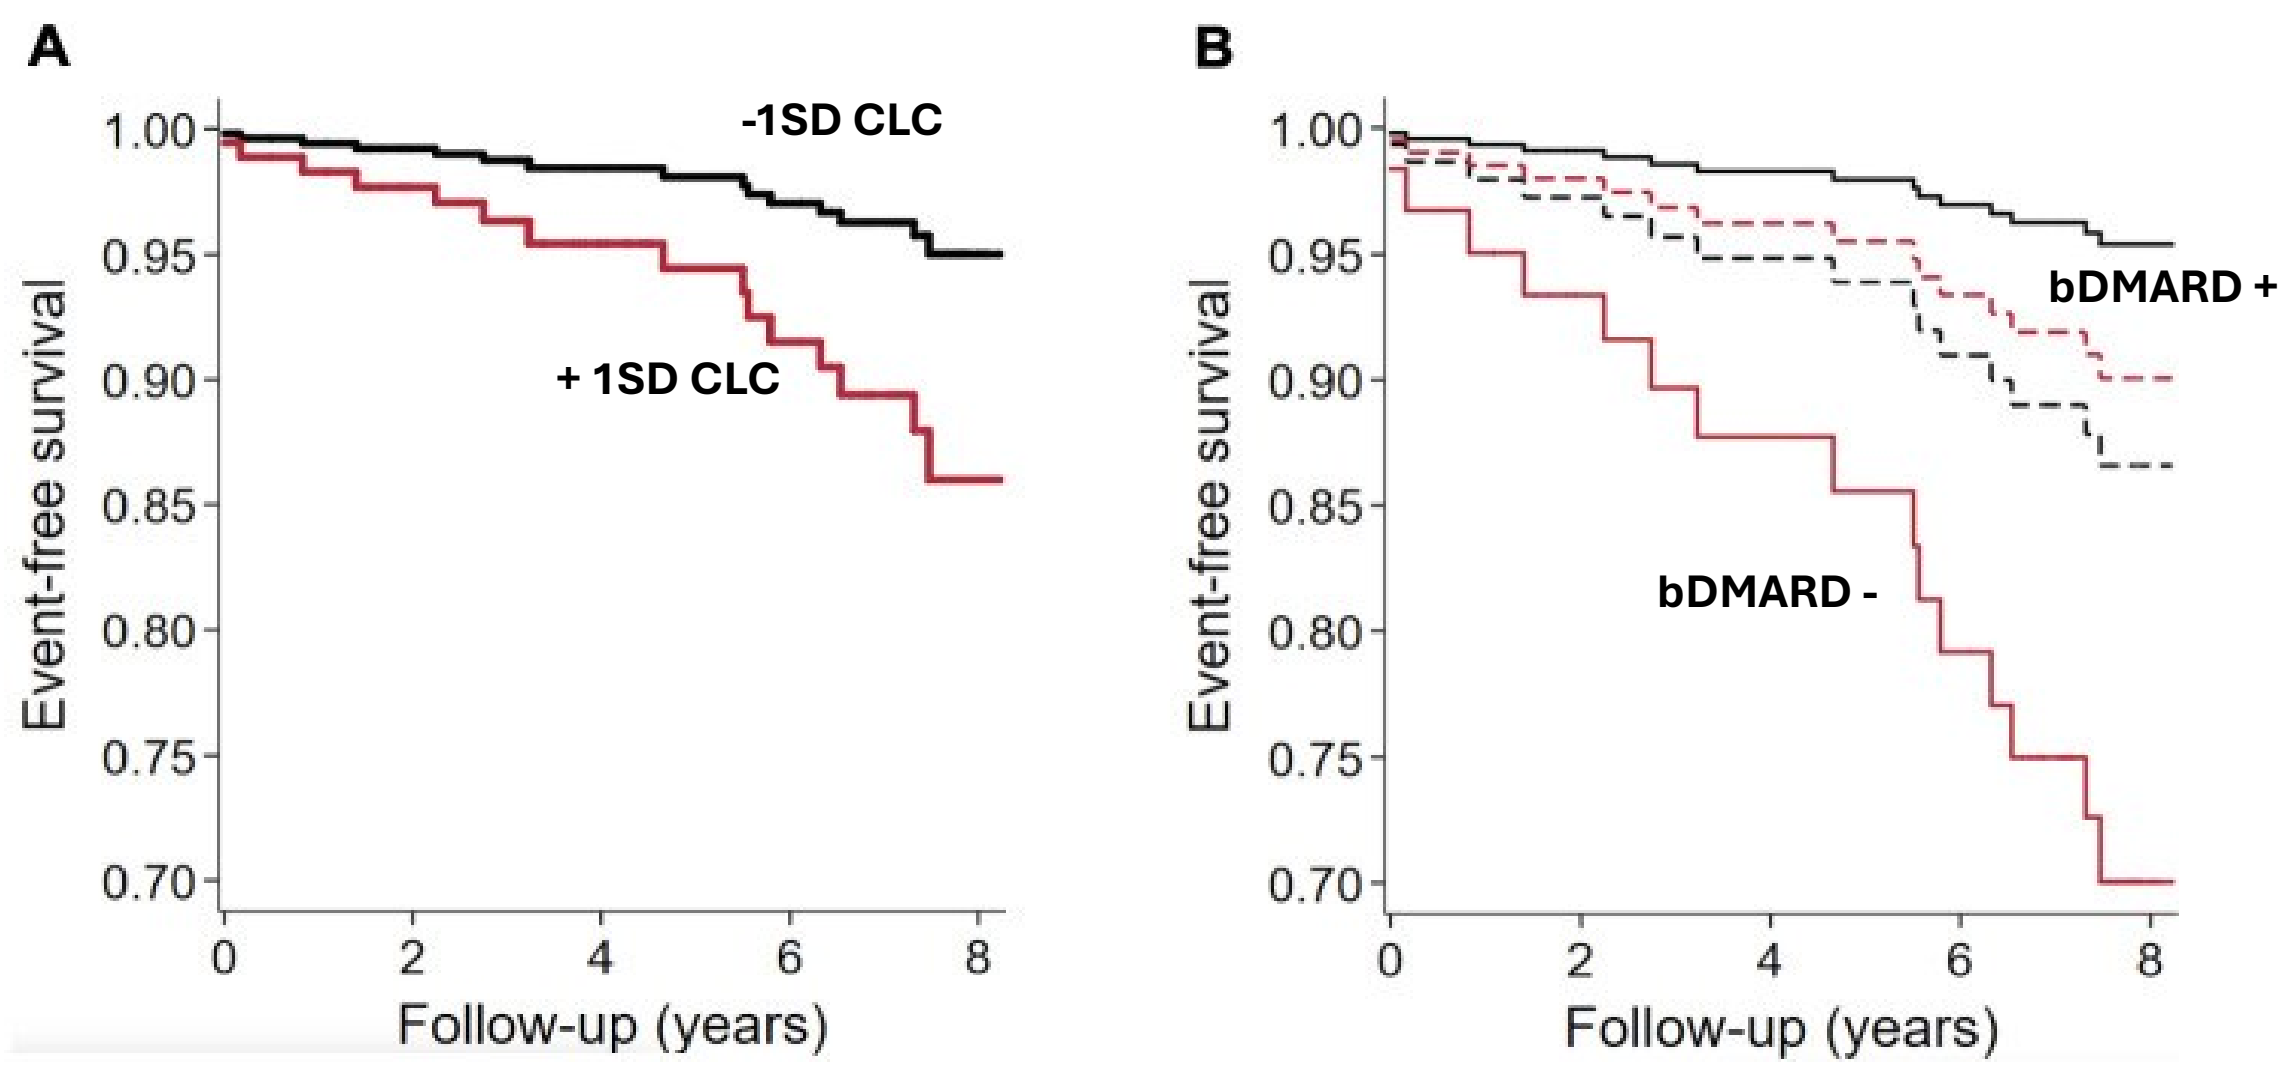 A
Event-free survival
1.00
0.95
0.90
0.85
0.80
0.75
0.70
-1SD CLC
+ 1SD CLC
0 2 4 6 8
Follow-up (years)
B
Event-free survival
1.00
0.95
0.90
0.85
0.80
0.75
0.70
bDMARD +
bDMARD -
0 2 4 6 8
Follow-up (years)